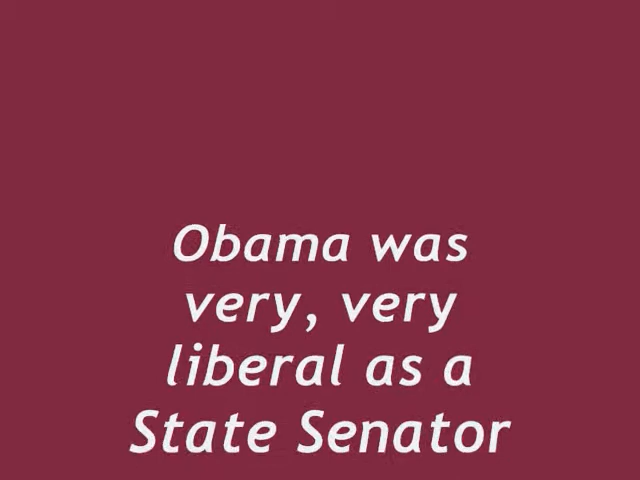 Obama was
very, very
liberal as a
State Senator